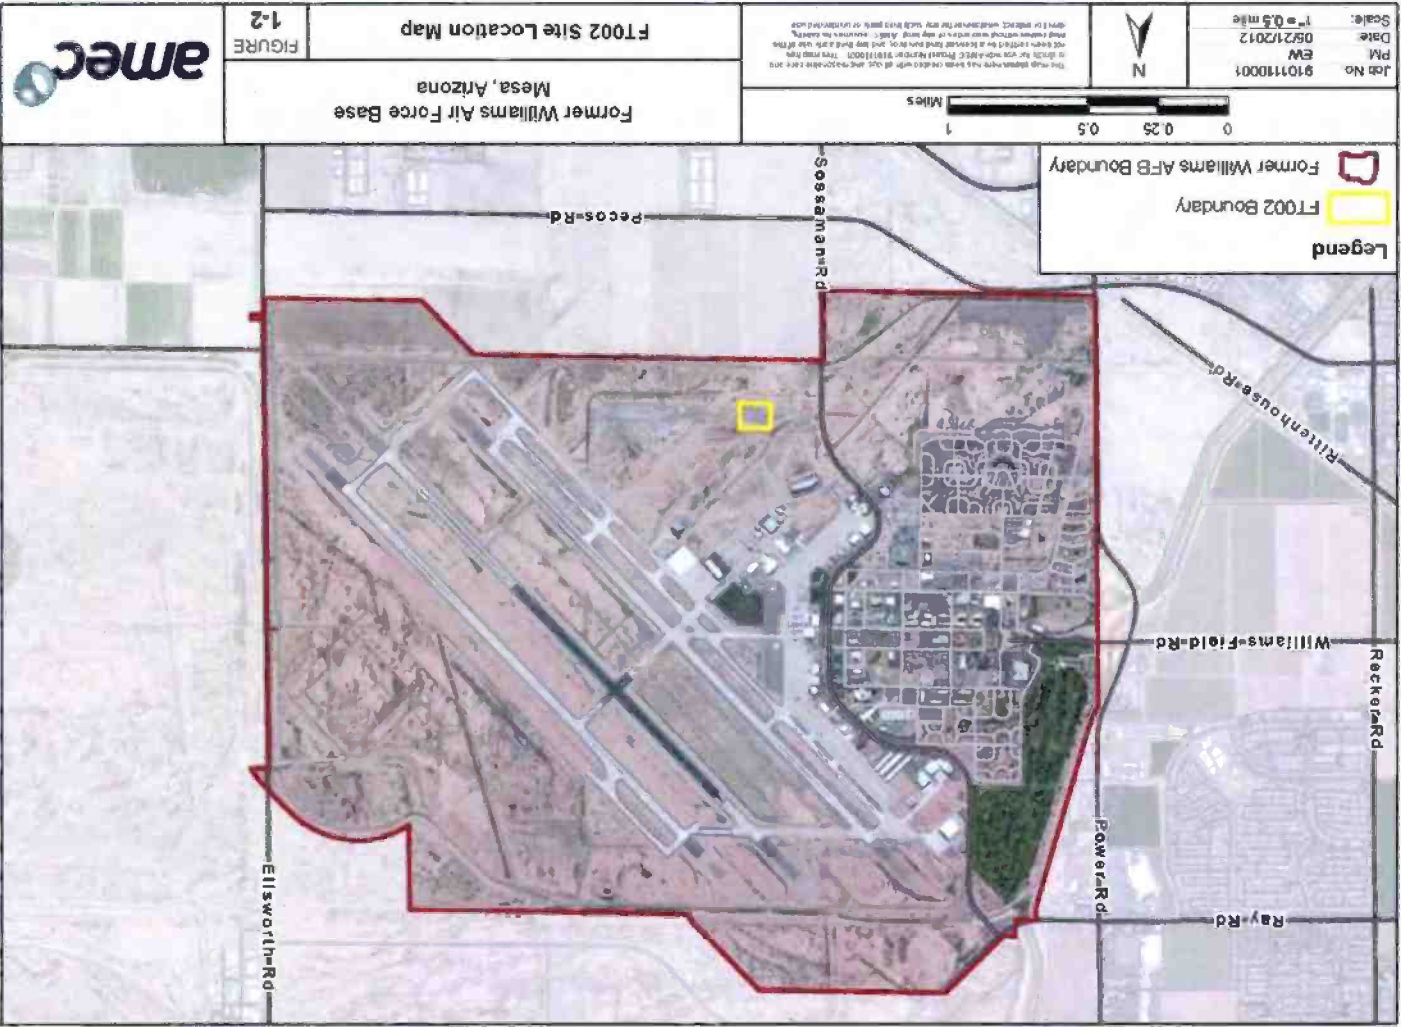 Ray Rd
Ellsworth Rd
Power Rd
Recker Rd
Williams Field Rd
Rittenhouse Rd
Pecos Rd
Sossaman Rd
Legend
FT002 Boundary
Former Williams AFB Boundary
0 0.25 0.5 1
Miles
Job No. 9101110001
PM EW
Date: 05/21/2012
Scale: 1" = 0.5 mile
N
Former Williams Air Force Base
Mesa, Arizona
FT002 Site Location Map
FIGURE
1-2
amec